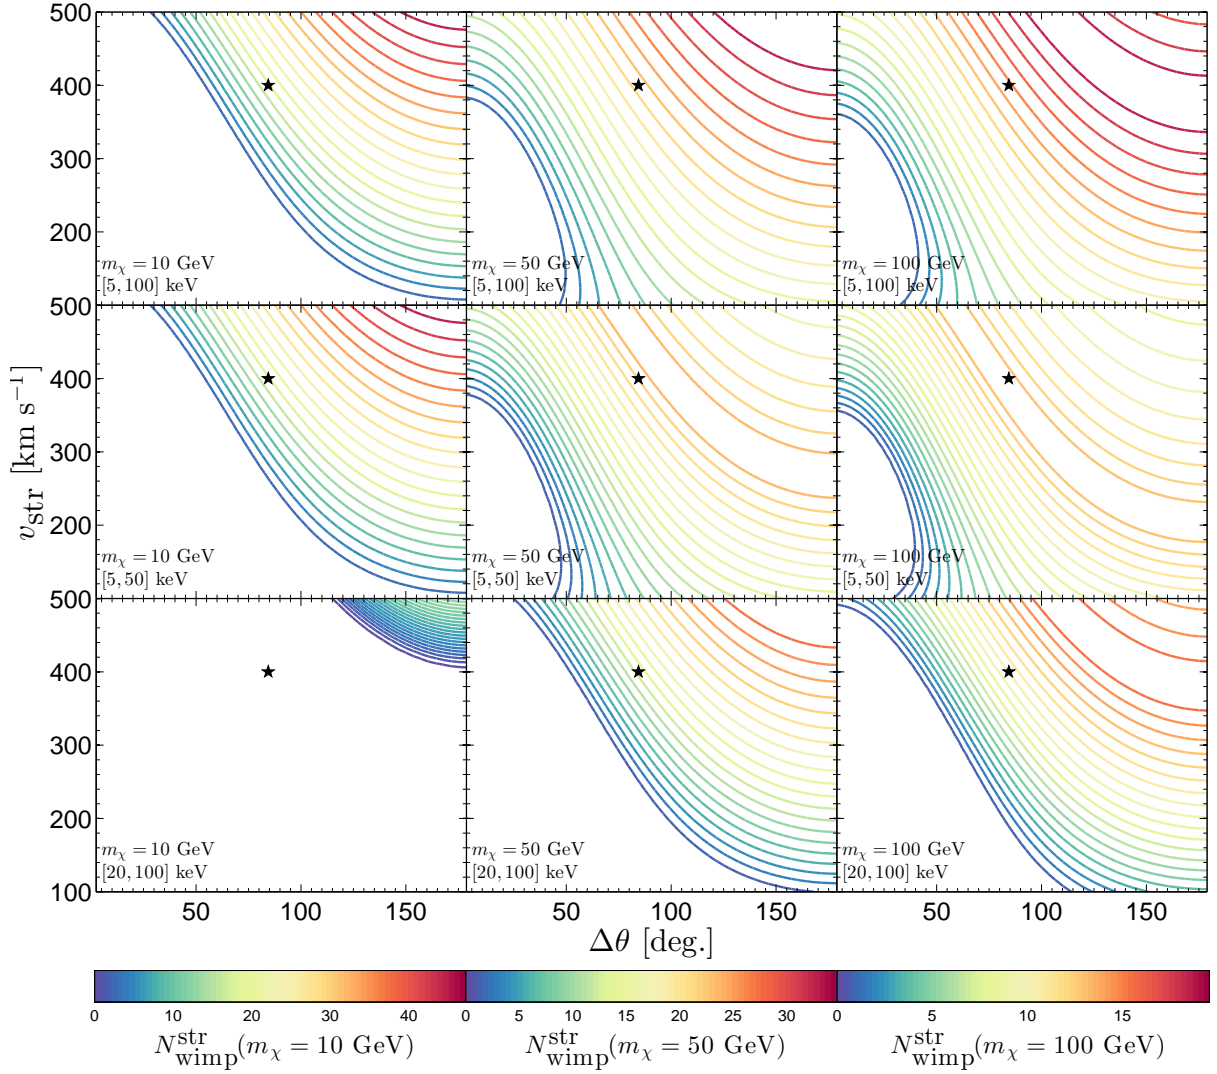 500
400
300
200
m_χ = 10 GeV
[5, 100] keV
m_χ = 50 GeV
[5, 100] keV
m_χ = 100 GeV
[5, 100] keV
500
400
300
200
m_χ = 10 GeV
[5, 50] keV
m_χ = 50 GeV
[5, 50] keV
m_χ = 100 GeV
[5, 50] keV
500
400
300
200
100
m_χ = 10 GeV
[20, 100] keV
m_χ = 50 GeV
[20, 100] keV
m_χ = 100 GeV
[20, 100] keV
v_str [km s^−1]
50 100 150 50 100 150 50 100 150
Δθ [deg.]
0 10 20 30 40 0 5 10 15 20 25 30 0 5 10 15
N^str_wimp(m_χ = 10 GeV) N^str_wimp(m_χ = 50 GeV) N^str_wimp(m_χ = 100 GeV)